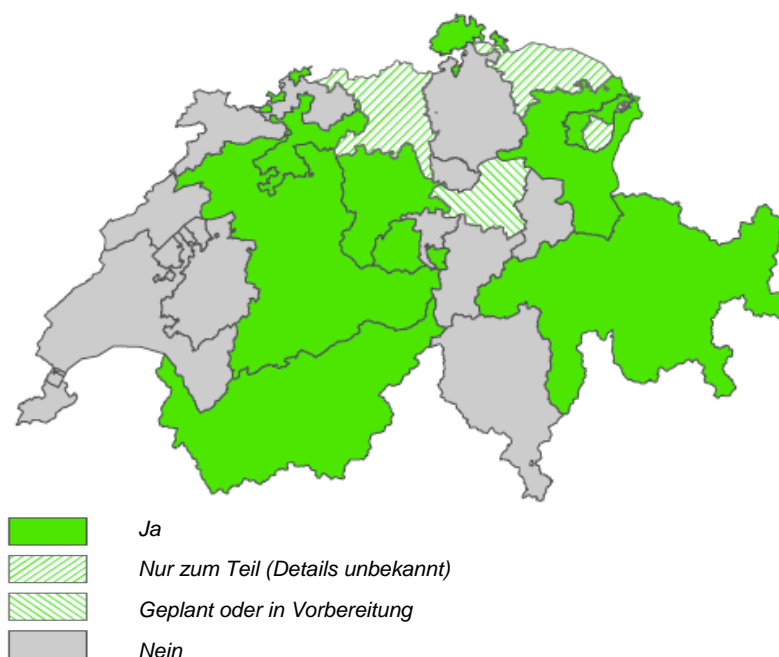 Ja
Nur zum Teil (Details unbekannt)
Geplant oder in Vorbereitung
Nein